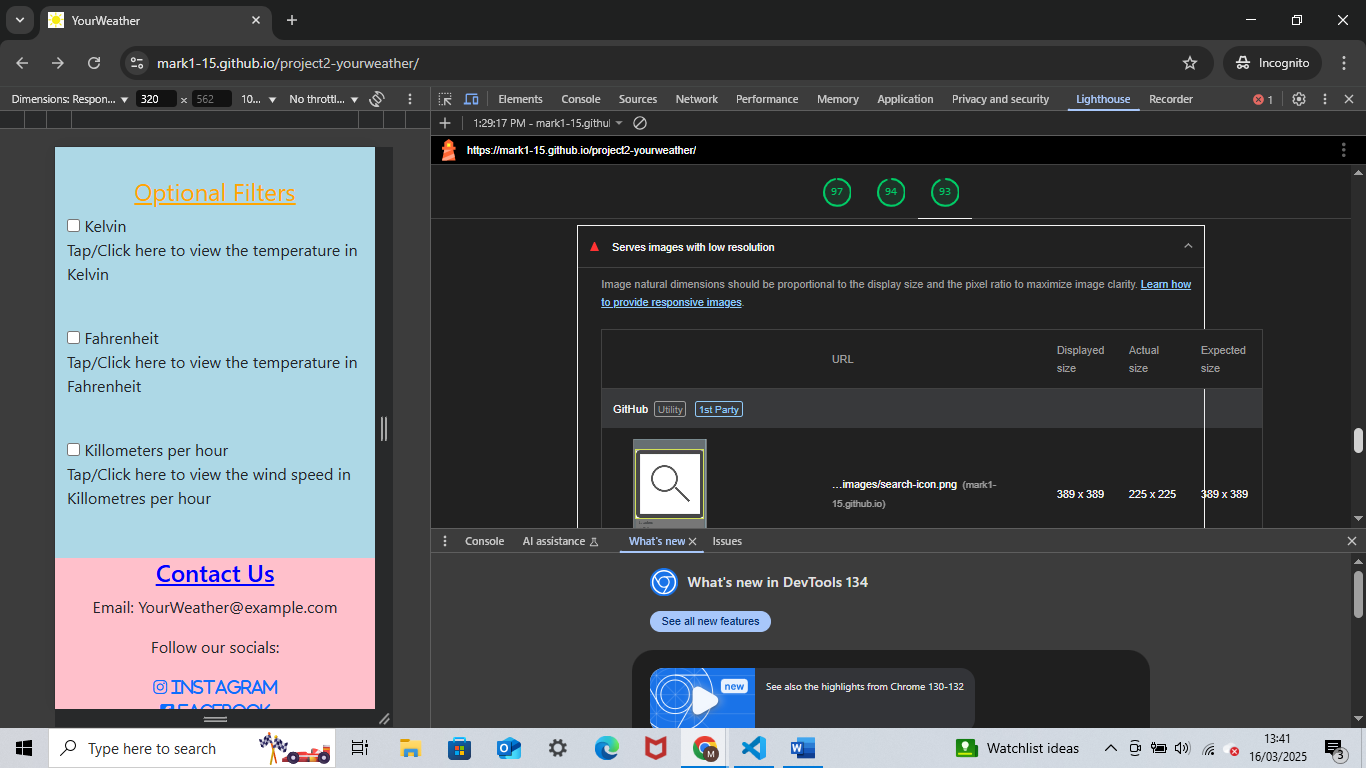 YourWeather
mark1-15.github.io/project2-yourweather/
Incognito
Dimensions: Respon...
320
×
562
10...
No throttl...
Elements
Console
Sources
Network
Performance
Memory
Application
Privacy and security
Lighthouse
Recorder
1
1:29:17 PM - mark1-15.githul
https://mark1-15.github.io/project2-yourweather/
97
94
93
Serves images with low resolution
Image natural dimensions should be proportional to the display size and the pixel ratio to maximize image clarity. Learn how
to provide responsive images.
URL
Displayed
size
Actual
size
Expected
size
GitHub
Utility
1st Party
...images/search-icon.png (mark1-
15.github.io)
389 x 389
225 x 225
389 x 389
Optional Filters
Kelvin
Tap/Click here to view the temperature in
Kelvin
Fahrenheit
Tap/Click here to view the temperature in
Fahrenheit
Killometers per hour
Tap/Click here to view the wind speed in
Killometres per hour
Contact Us
Email: YourWeather@example.com
Follow our socials:
INSTAGRAM
FACEBOOK
Console
AI assistance
What's new
Issues
What's new in DevTools 134
See all new features
new
See also the highlights from Chrome 130-132
Type here to search
M
Watchlist ideas
13:41
16/03/2025
3